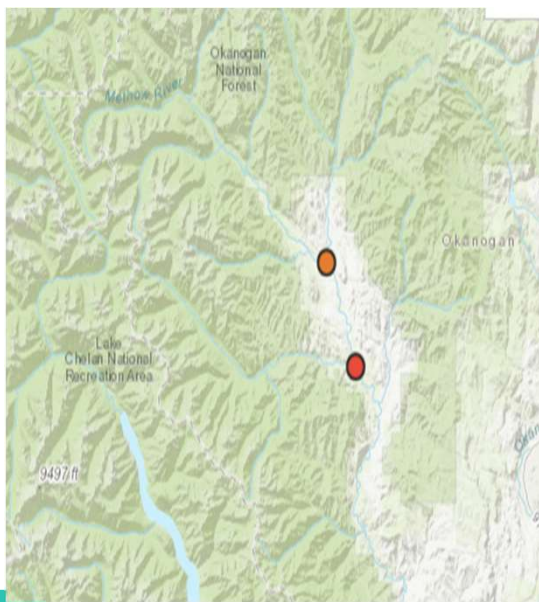 Okanogan
National
Forest
Methow River
Okanogan
Lake
Chelan National
Recreation Area
9497 ft